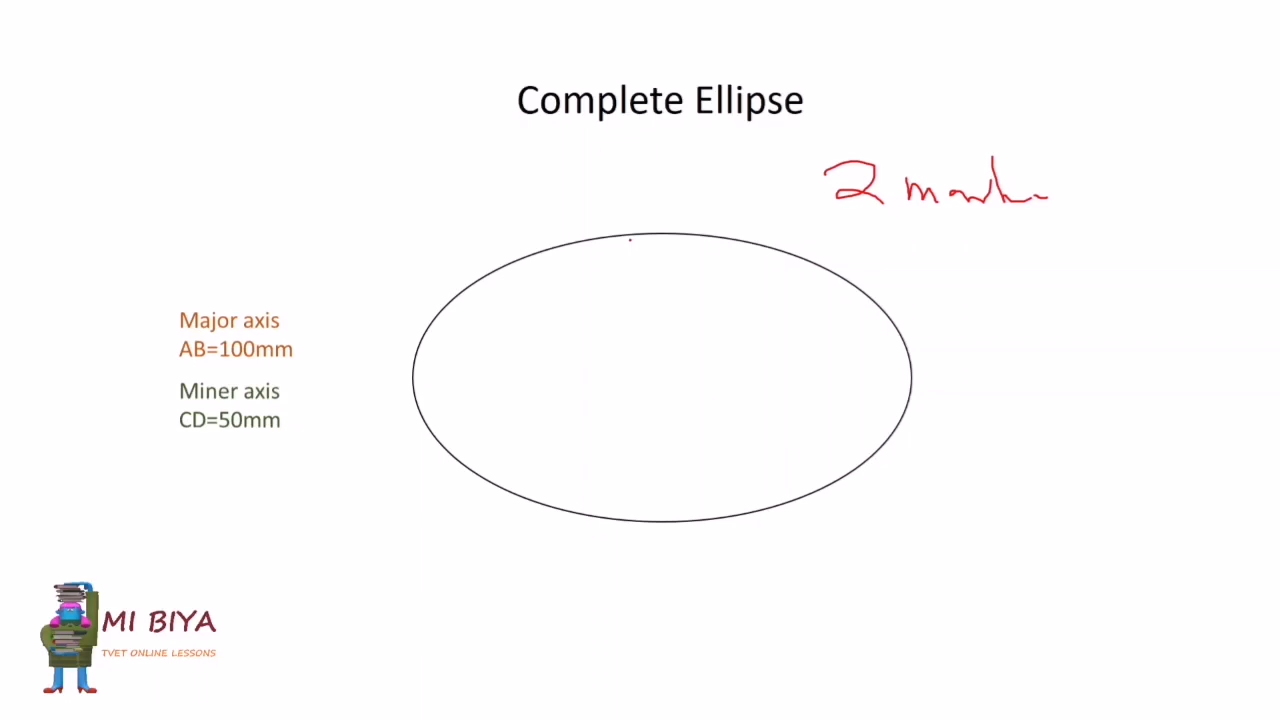 Complete Ellipse
2 marks
Major axis
AB=100mm
Miner axis
CD=50mm
MI BIYA
TVET ONLINE LESSONS